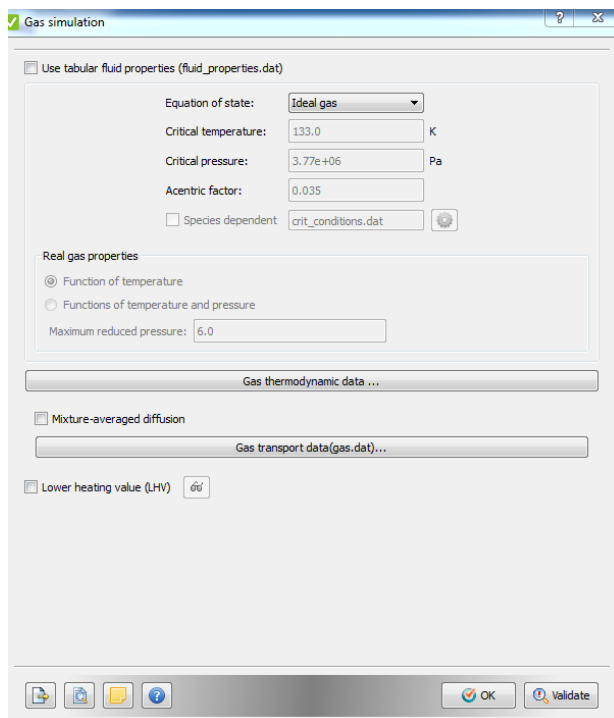 Gas simulation
Use tabular fluid properties (fluid_properties.dat)
Equation of state: Ideal gas
Critical temperature: 133.0 K
Critical pressure: 3.77e+06 Pa
Acentric factor: 0.035
Species dependent crit_conditions.dat
Real gas properties
Function of temperature
Functions of temperature and pressure
Maximum reduced pressure: 6.0
Gas thermodynamic data ...
Mixture-averaged diffusion
Gas transport data(gas.dat)...
Lower heating value (LHV)
OK Validate